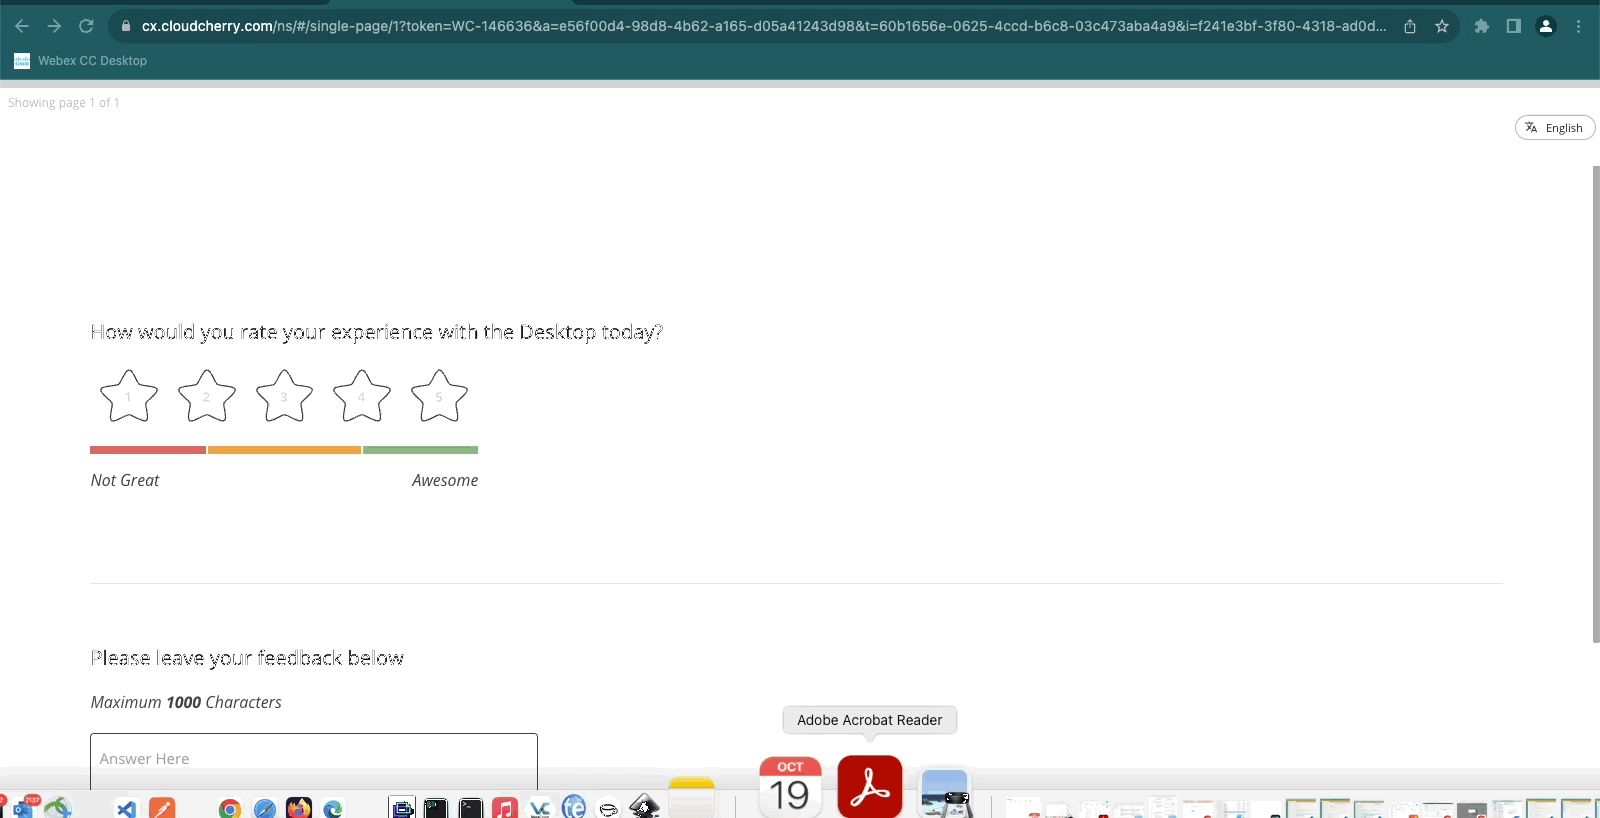 cx.cloudcherry.com/ns/#/single-page/1?token=WC-146636&a=e56f00d4-98d8-4b62-a165-d05a41243d98&t=60b1656e-0625-4ccd-b6c8-03c473aba4a9&i=f241e3bf-3f80-4318-ad0d...
Webex CC Desktop
Showing page 1 of 1
English
How would you rate your experience with the Desktop today?
1 2 3 4 5
Not Great Awesome
Please leave your feedback below
Maximum 1000 Characters
Adobe Acrobat Reader
Answer Here
OCT
19
2137
te